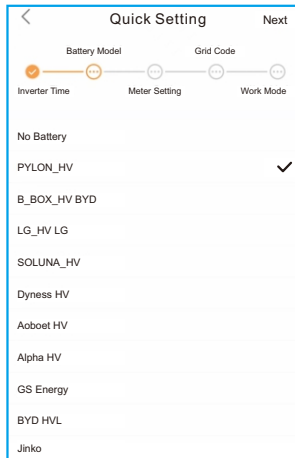 Quick Setting Next
Battery Model Grid Code
Inverter Time Meter Setting Work Mode
No Battery
PYLON_HV
B_BOX_HV BYD
LG_HV LG
SOLUNA_HV
Dyness HV
Aoboet HV
Alpha HV
GS Energy
BYD HVL
Jinko